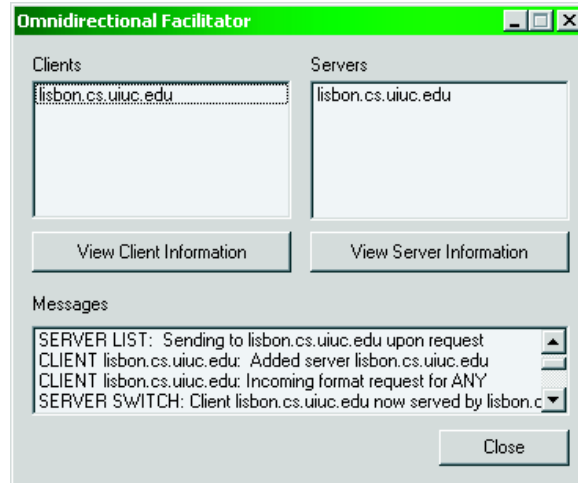 Omnidirectional Facilitator
Clients
Servers
lisbon.cs.uiuc.edu
lisbon.cs.uiuc.edu
View Client Information
View Server Information
Messages
SERVER LIST:  Sending to lisbon.cs.uiuc.edu upon request
CLIENT lisbon.cs.uiuc.edu:  Added server lisbon.cs.uiuc.edu
CLIENT lisbon.cs.uiuc.edu: Incoming format request for ANY
SERVER SWITCH: Client lisbon.cs.uiuc.edu now served by lisbon.c
Close